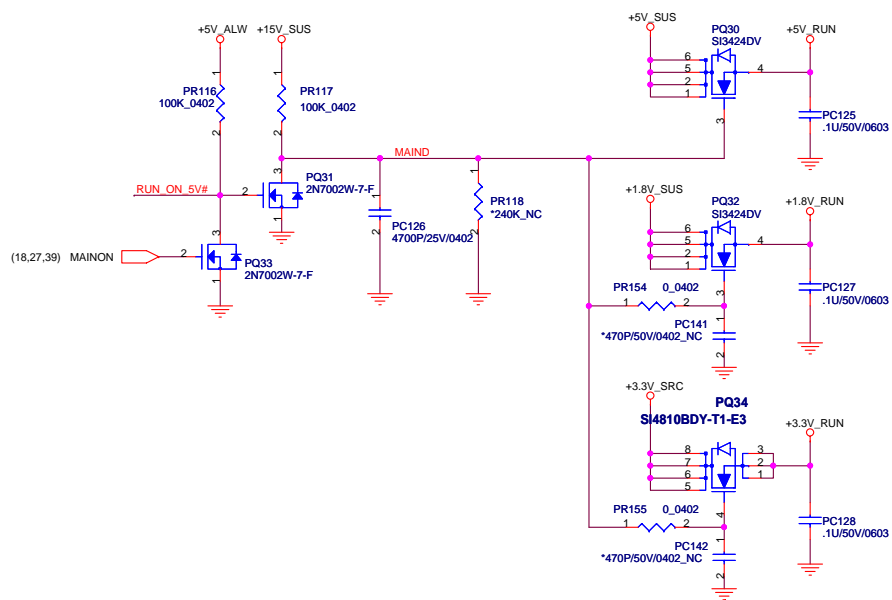 +5V_ALW
+15V_SUS
1
PR116
100K_0402
2
1
PR117
100K_0402
2
MAIND
RUN_ON_5V#
2
3
PQ31
2N7002W-7-F
1
(18,27,39) MAINON
2
3
PQ33
2N7002W-7-F
1
1
PC126
4700P/25V/0402
2
1
PR118
*240K_NC
2
+5V_SUS
PQ30
SI3424DV
+5V_RUN
6
5
2
1
4
3
PC125
.1U/50V/0603
+1.8V_SUS
PQ32
SI3424DV
+1.8V_RUN
6
5
2
1
4
3
PR154 0_0402
1 2
PC127
.1U/50V/0603
PC141
*470P/50V/0402_NC
1
2
+3.3V_SRC
PQ34
SI4810BDY-T1-E3
+3.3V_RUN
8
7
6
5
3
2
1
4
PR155 0_0402
1 2
PC128
.1U/50V/0603
PC142
*470P/50V/0402_NC
1
2